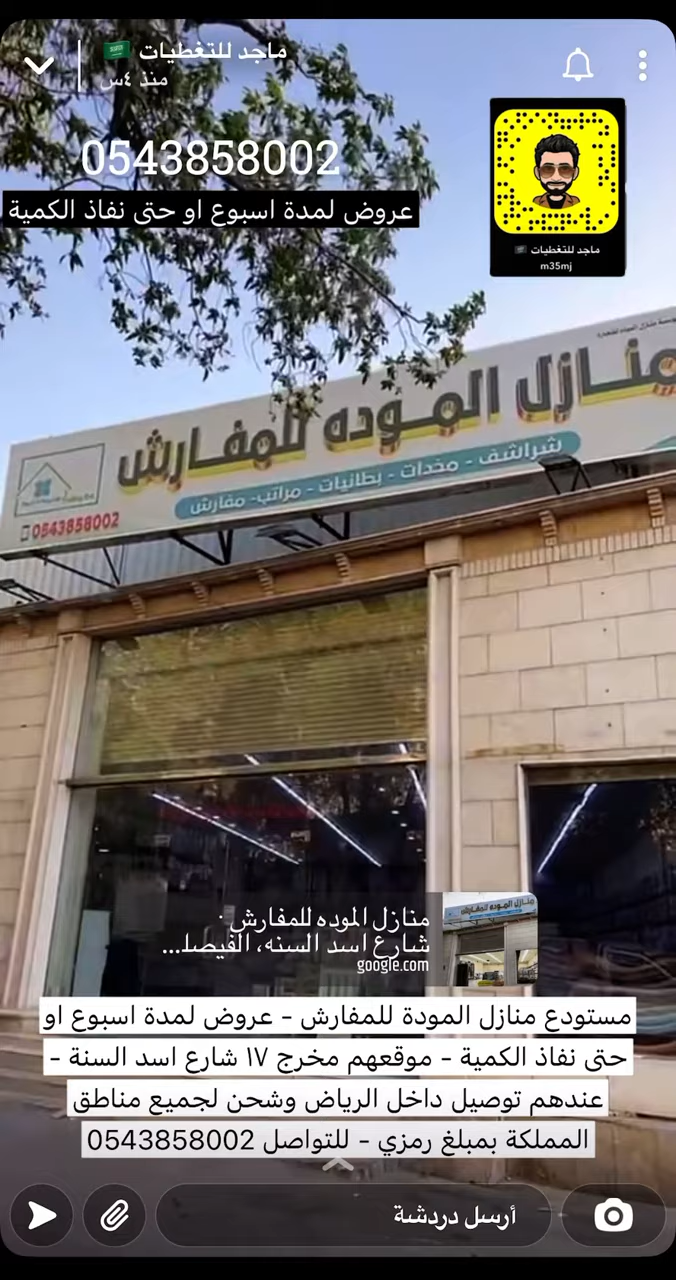 ماجد للتغطيات 🇸🇦
منذ ٤س
0543858002
عروض لمدة اسبوع او حتى نفاذ الكمية
ماجد للتغطيات 🇸🇦
m35mj
منازل الموده للمفارش
شراشف - مخدات - بطانيات - مراتب - مفارش
0543858002
منازل الموده للمفارش ·
شارع اسد السنه، الفيصلـ...
google.com
مستودع منازل المودة للمفارش - عروض لمدة اسبوع او
حتى نفاذ الكمية - موقعهم مخرج ١٧ شارع اسد السنة -
عندهم توصيل داخل الرياض وشحن لجميع مناطق
المملكة بمبلغ رمزي - للتواصل 0543858002
أرسل دردشة